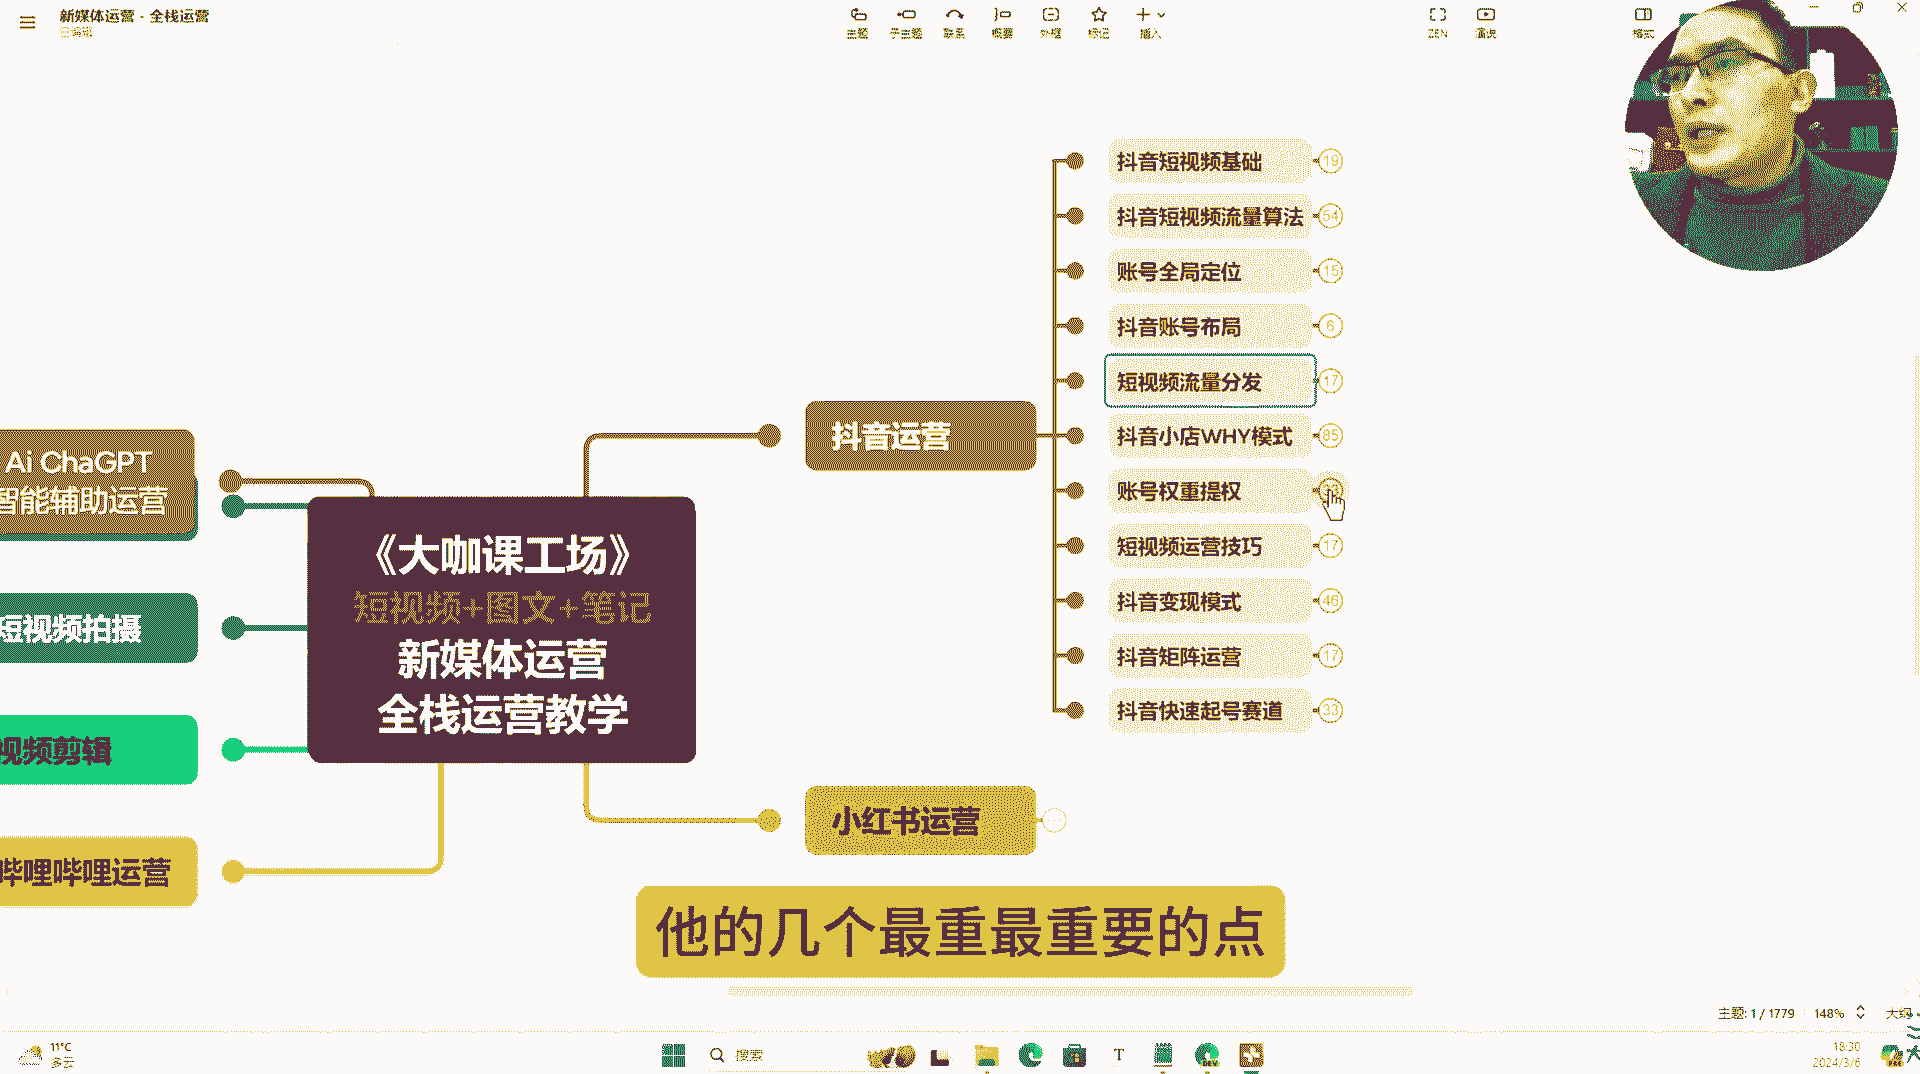 新媒体运营 - 全栈运营
已编辑
主题
子主题
联系
概要
外框
标记
插入
ZEN
演说
格式
抖音短视频基础 19
抖音短视频流量算法 54
账号全局定位 15
抖音账号布局 6
短视频流量分发 17
抖音小店WHY模式 85
账号权重提权
短视频运营技巧 17
抖音变现模式 46
抖音矩阵运营 17
抖音快速起号赛道 33
抖音运营
Ai ChaGPT
智能辅助运营
短视频拍摄
视频剪辑
哔哩哔哩运营
《大咖课工场》
短视频+图文+笔记
新媒体运营
全栈运营教学
小红书运营
他的几个最重最重要的点
主题: 1 / 1779
148%
大纲
11°C
多云
搜索
18:30
2024/3/6